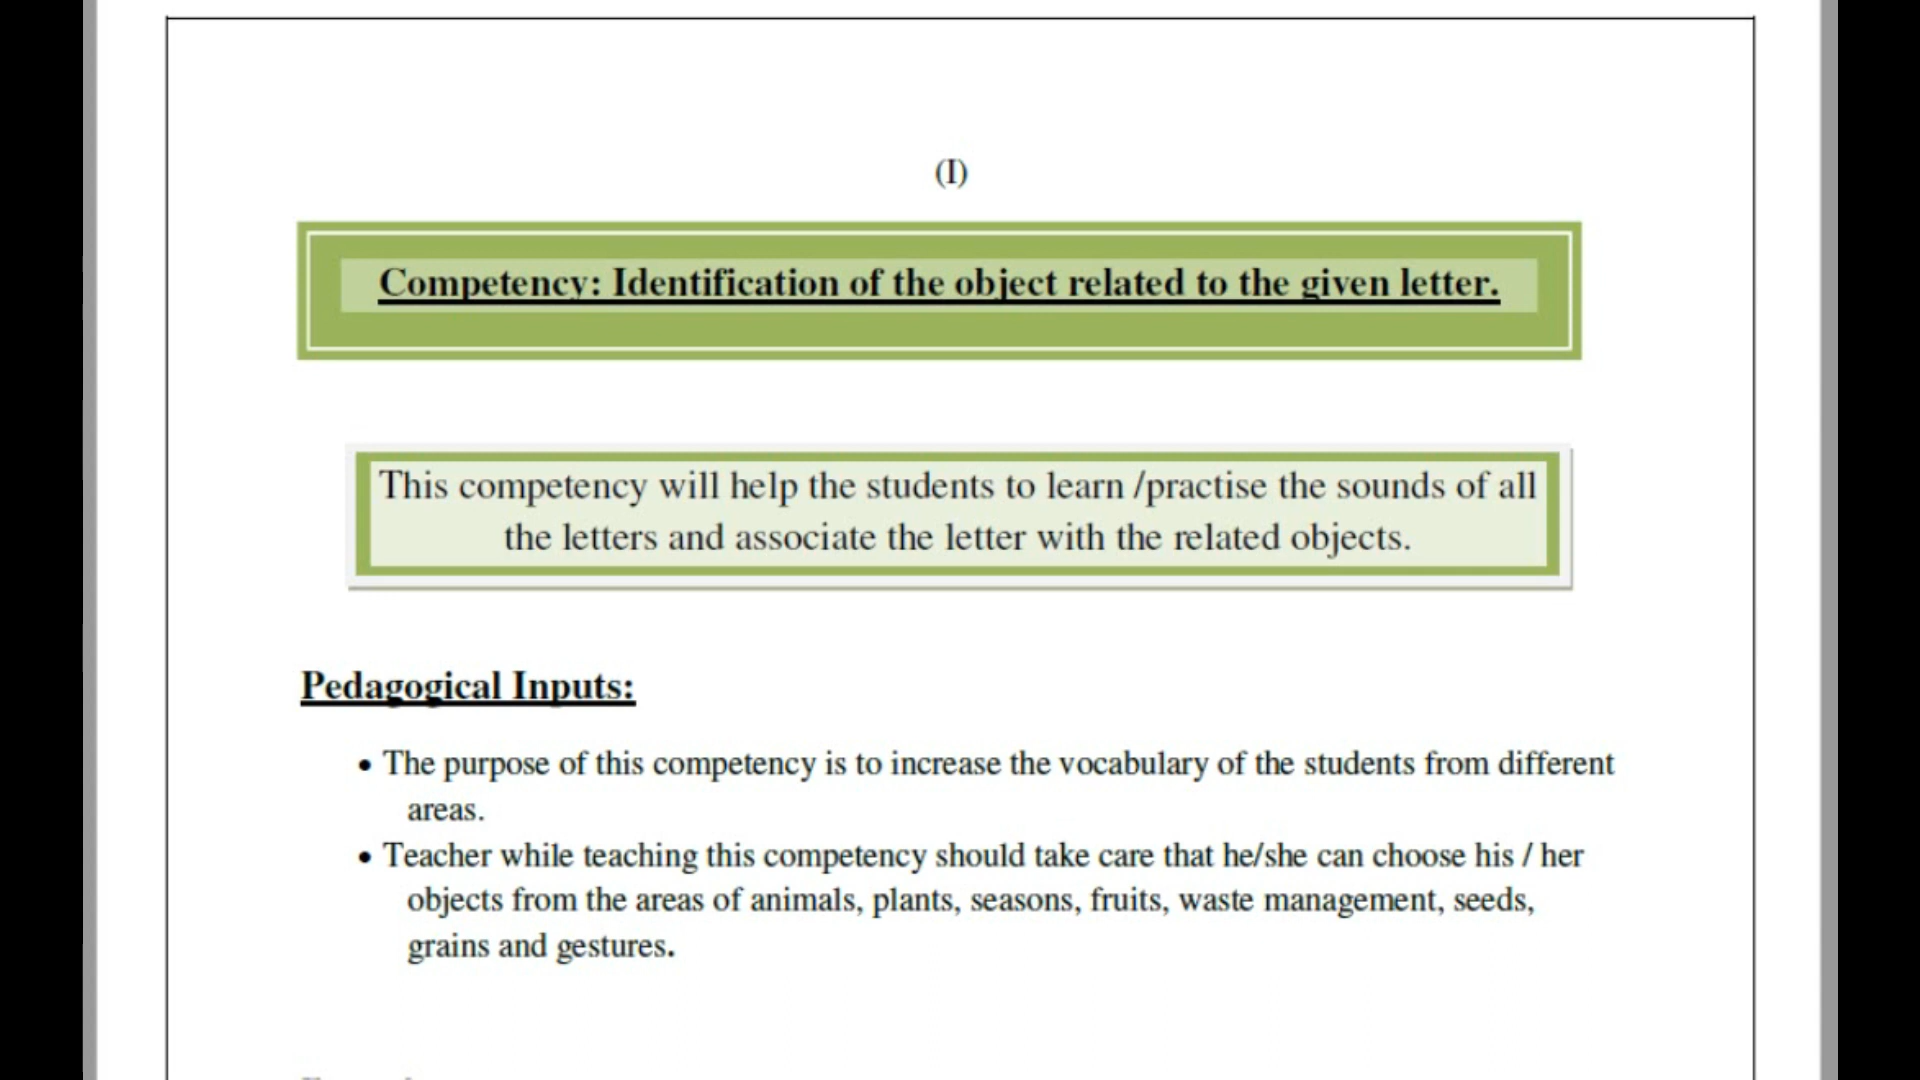 (I)
Competency: Identification of the object related to the given letter.
This competency will help the students to learn /practise the sounds of all
the letters and associate the letter with the related objects.
Pedagogical Inputs:
• The purpose of this competency is to increase the vocabulary of the students from different
areas.
• Teacher while teaching this competency should take care that he/she can choose his / her
objects from the areas of animals, plants, seasons, fruits, waste management, seeds,
grains and gestures.